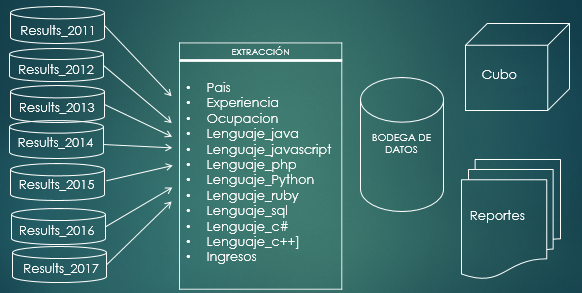 Results_2011
Results_2012
Results_2013
Results_2014
Results_2015
Results_2016
Results_2017
EXTRACCIÓN
• Pais
• Experiencia
• Ocupacion
• Lenguaje_java
• Lenguaje_javascript
• Lenguaje_php
• Lenguaje_Python
• Lenguaje_ruby
• Lenguaje_sql
• Lenguaje_c#
• Lenguaje_c++]
• Ingresos
BODEGA DE
DATOS
Cubo
Reportes